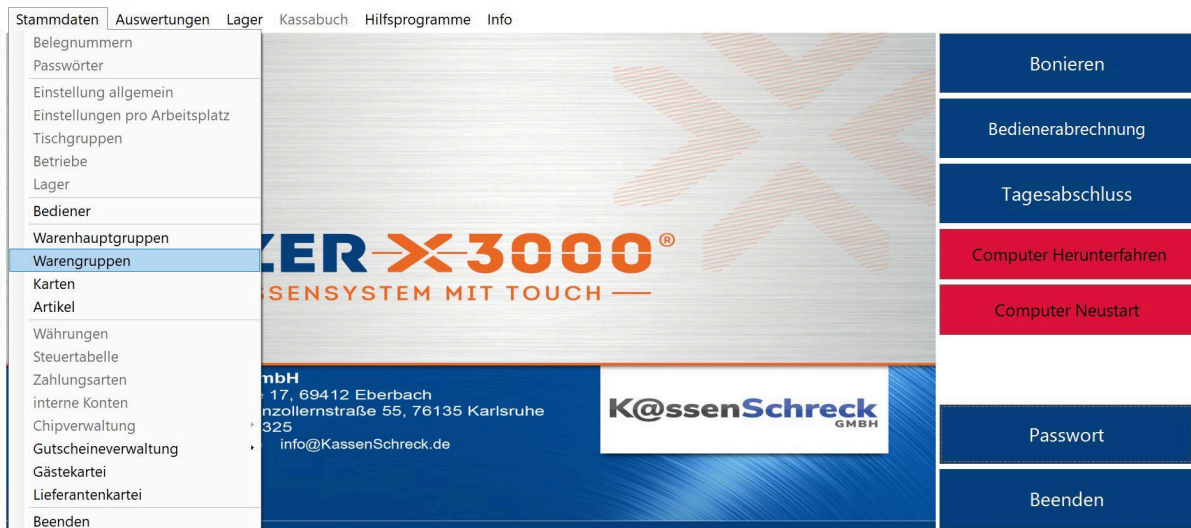 Stammdaten Auswertungen Lager Kassabuch Hilfsprogramme Info
Belegnummern
Passwörter
Einstellung allgemein
Einstellungen pro Arbeitsplatz
Tischgruppen
Betriebe
Lager
Bediener
Warenhauptgruppen
Warengruppen
Karten
Artikel
Währungen
Steuertabelle
Zahlungsarten
interne Konten
Chipverwaltung
Gutscheineverwaltung
Gästekartei
Lieferantenkartei
Beenden
ZER-X-3000®
SSENSYSTEM MIT TOUCH
mbH
17, 69412 Eberbach
nzollernstraße 55, 76135 Karlsruhe
325
info@KassenSchreck.de
K@ssenSchreck
GMBH
Bonieren
Bedienerabrechnung
Tagesabschluss
Computer Herunterfahren
Computer Neustart
Passwort
Beenden